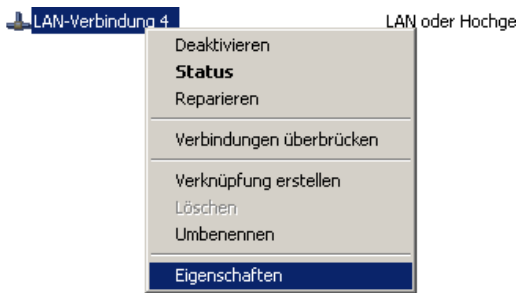 LAN-Verbindung 4 LAN oder Hochge
Deaktivieren
Status
Reparieren
Verbindungen überbrücken
Verknüpfung erstellen
Löschen
Umbenennen
Eigenschaften